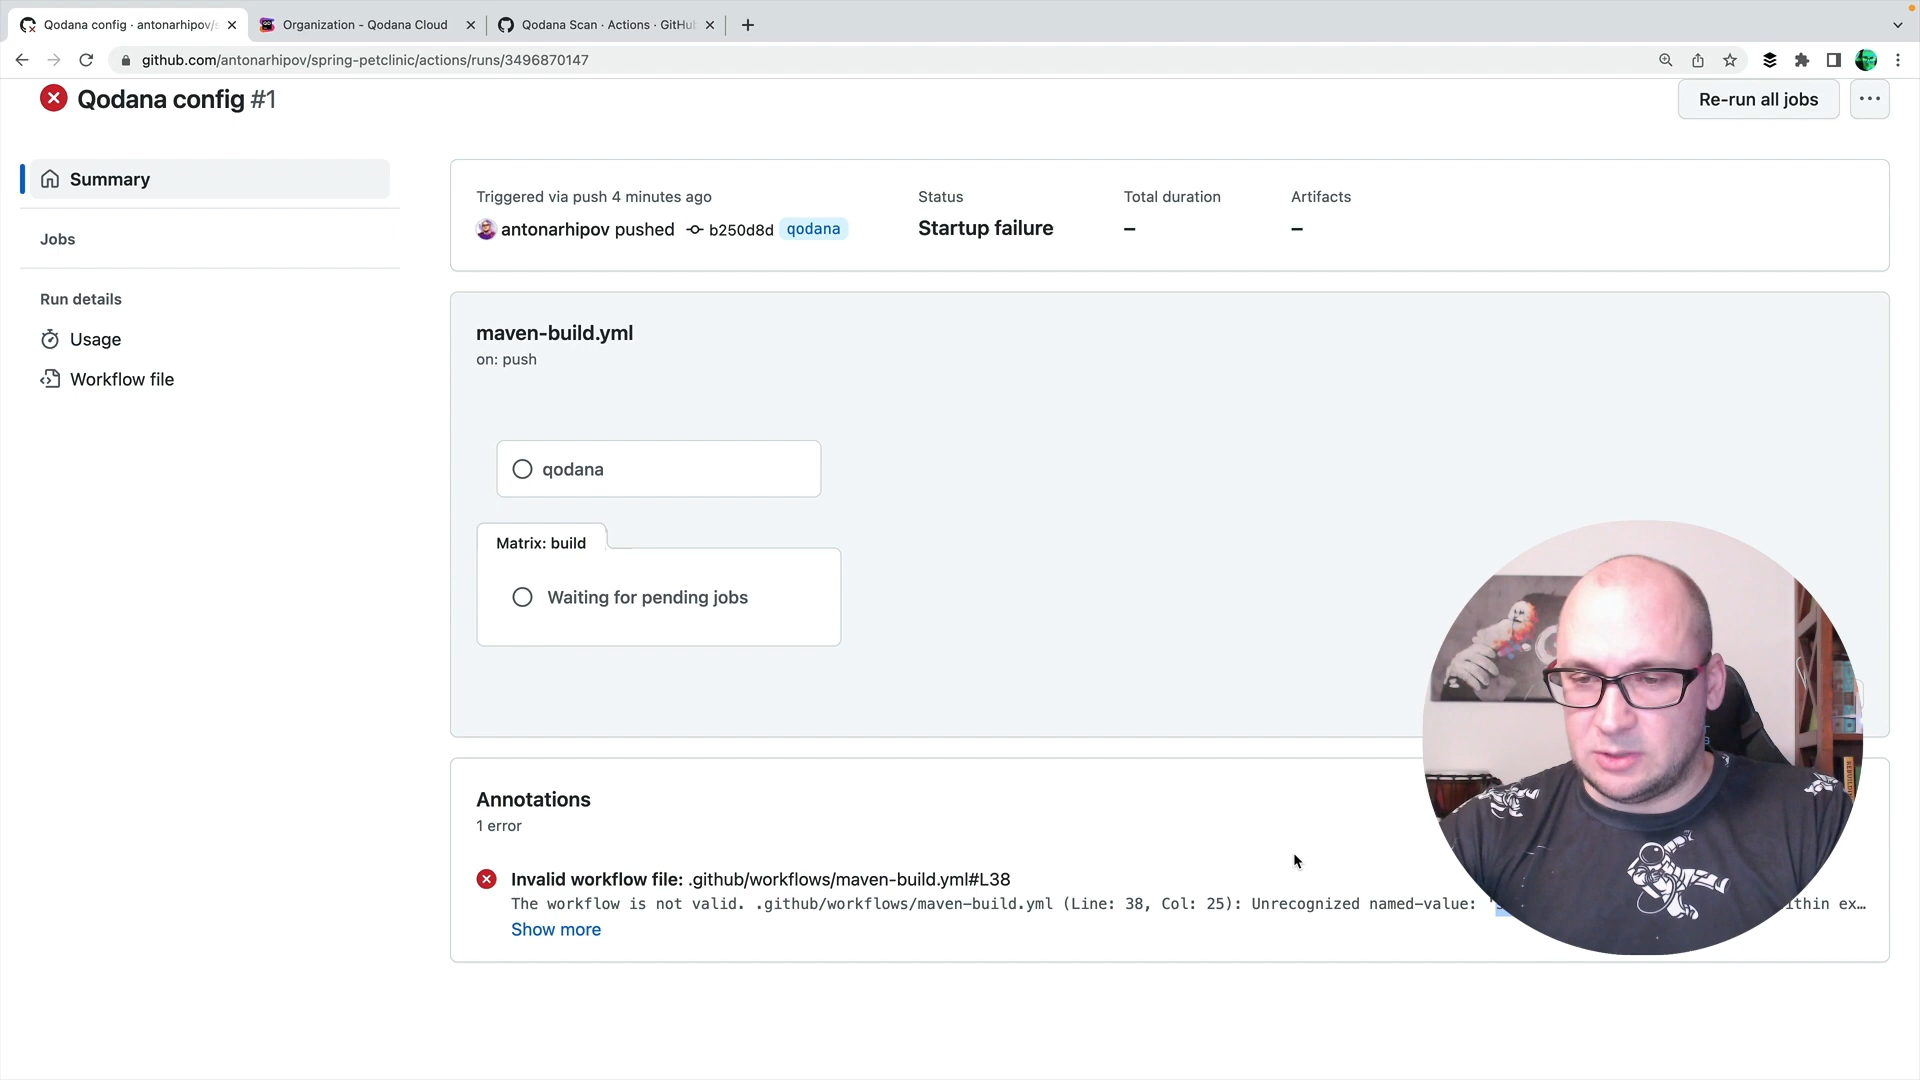 Qodana config · antonarhipov/s
Organization - Qodana Cloud
Qodana Scan · Actions · GitHub
github.com/antonarhipov/spring-petclinic/actions/runs/3496870147
Qodana config #1
Re-run all jobs
Summary
Jobs
Run details
Usage
Workflow file
Triggered via push 4 minutes ago
antonarhipov pushed b250d8d qodana
Status
Startup failure
Total duration
–
Artifacts
–
maven-build.yml
on: push
qodana
Matrix: build
Waiting for pending jobs
Annotations
1 error
Invalid workflow file: .github/workflows/maven-build.yml#L38
The workflow is not valid. .github/workflows/maven-build.yml (Line: 38, Col: 25): Unrecognized named-value: ' ithin ex…
Show more